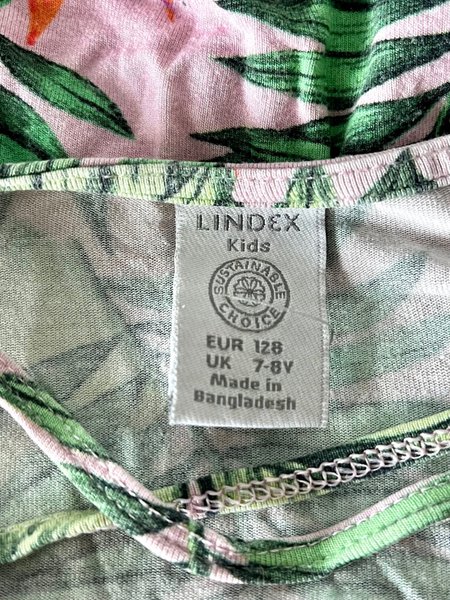 LINDEX
Kids
SUSTAINABLE
CHOICE
EUR 128
UK 7-8Y
Made in
Bangladesh